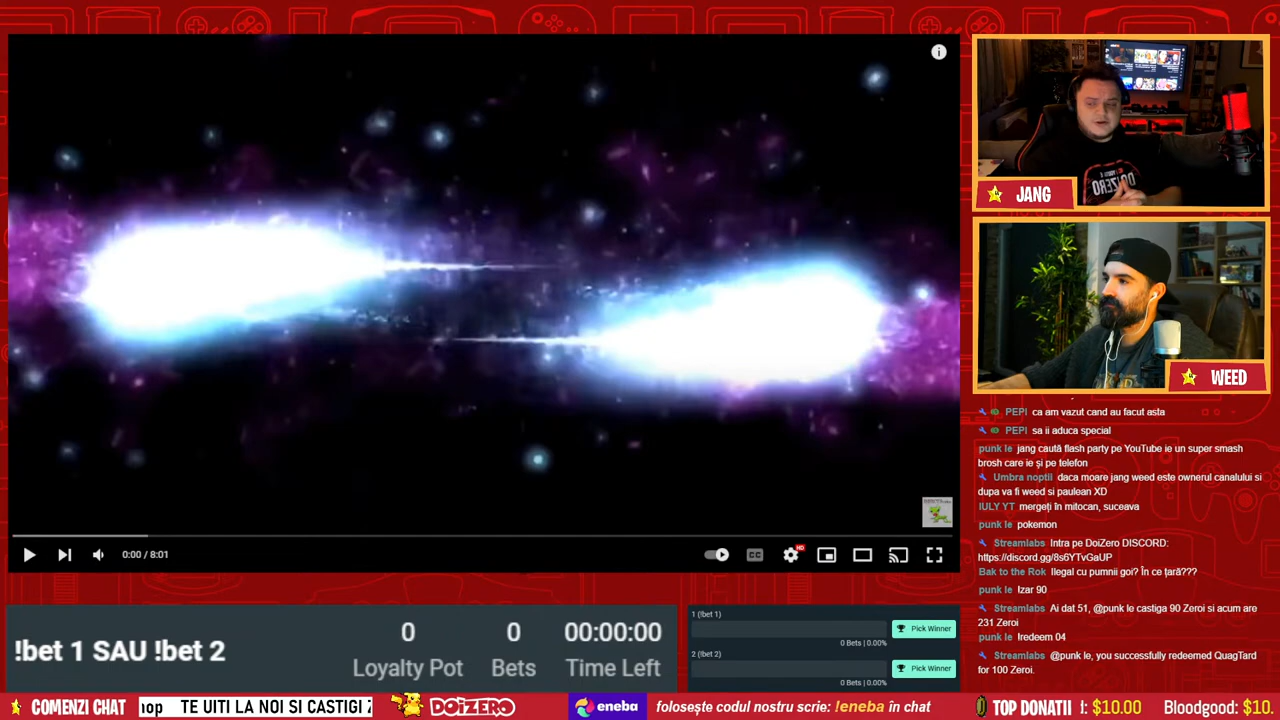 JANG
WEED
PEPI ca am vazut cand au facut asta
PEPI sa ii aduca special
punk le jang caută flash party pe YouTube ie un super smash
brosh care ie și pe telefon
Umbra noptii daca moare jang weed este ownerul canalului si
dupa va fi weed si paulean XD
IULY YT mergeți în mitocan, suceava
punk le pokemon
Streamlabs Intra pe DoiZero DISCORD:
https://discord.gg/8s6YTvGaUP
Bak to the Rok Ilegal cu pumnii goi? În ce țară???
punk le !zar 90
Streamlabs Ai dat 51, @punk le castiga 90 Zeroi si acum are
231 Zeroi
punk le !redeem 04
Streamlabs @punk le, you successfully redeemed QuagTard
for 100 Zeroi.
0:00 / 8:01
CC
HD
!bet 1 SAU !bet 2
0 0 00:00:00
Loyalty Pot Bets Time Left
1 (!bet 1)
Pick Winner
0 Bets | 0.00%
2 (!bet 2)
Pick Winner
0 Bets | 0.00%
COMENZI CHAT !op TE UITI LA NOI SI CASTIGI DOIZERO eneba folosește codul nostru scrie: !eneba în chat TOP DONATII : $10.00 Bloodgood: $10.
DOIZERO